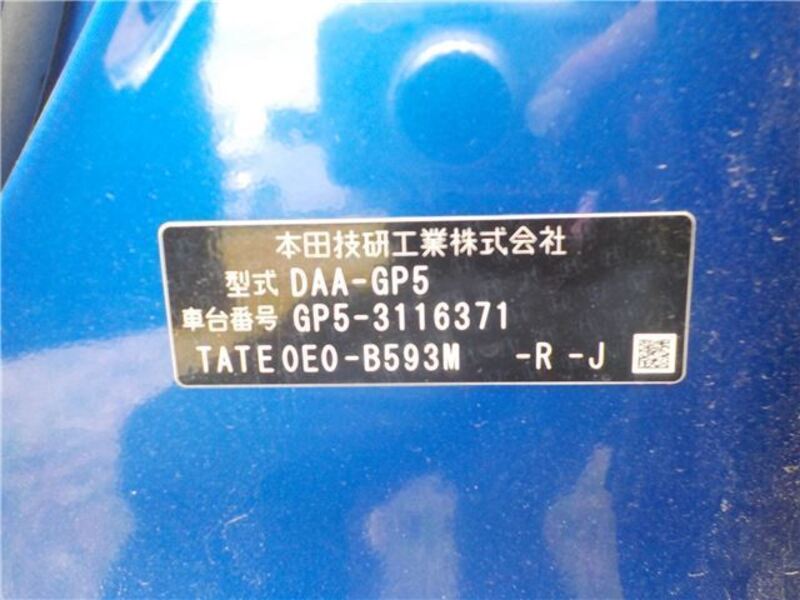 本田技研工業株式会社
型式 DAA-GP5
車台番号 GP5-3116371
TATE0E0-B593M -R -J